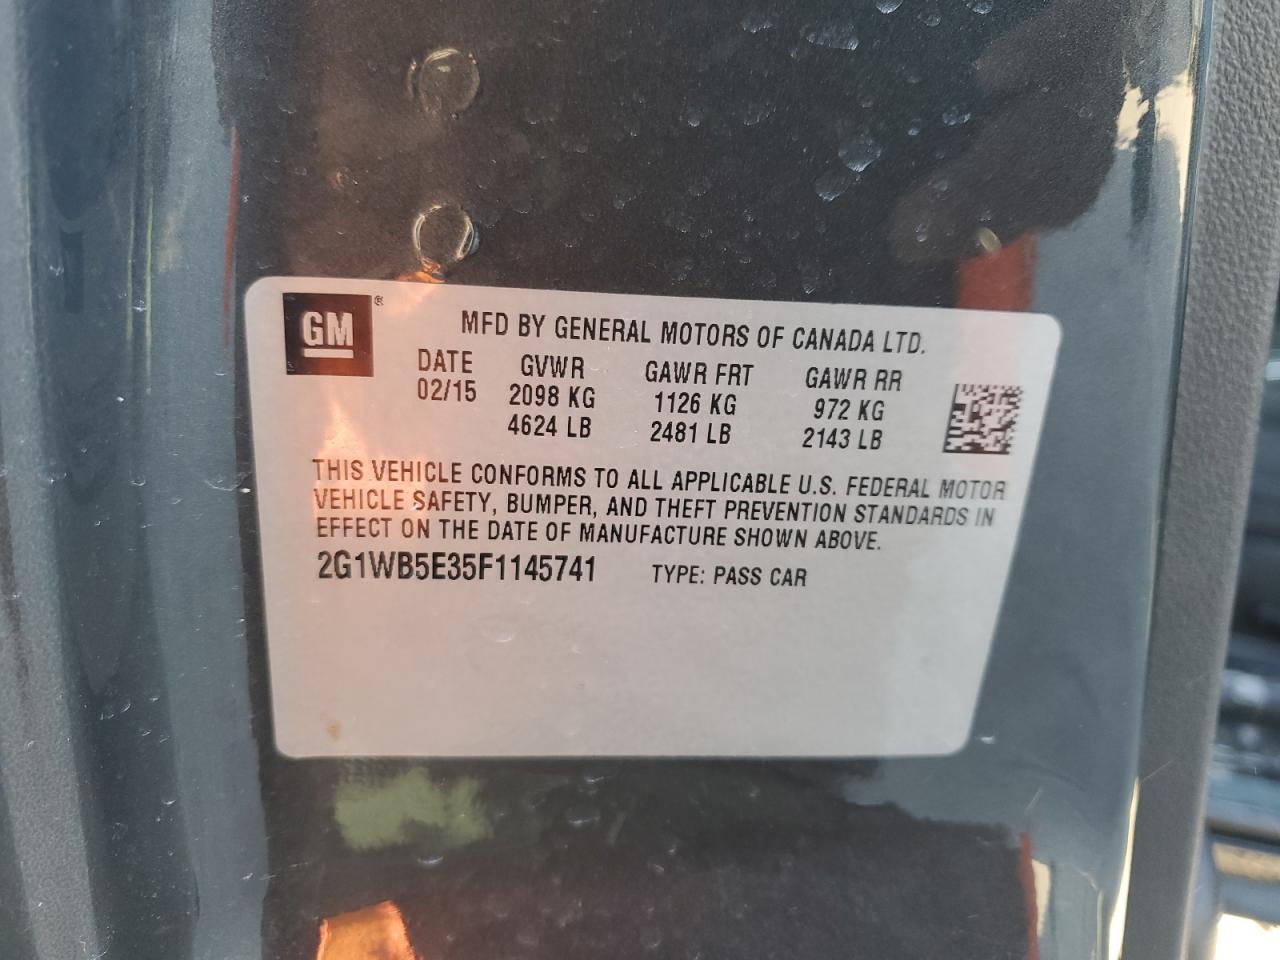 GM®
MFD BY GENERAL MOTORS OF CANADA LTD.
DATE GVWR GAWR FRT GAWR RR
02/15 2098 KG 1126 KG 972 KG
4624 LB 2481 LB 2143 LB
THIS VEHICLE CONFORMS TO ALL APPLICABLE U.S. FEDERAL MOTOR
VEHICLE SAFETY, BUMPER, AND THEFT PREVENTION STANDARDS IN
EFFECT ON THE DATE OF MANUFACTURE SHOWN ABOVE.
2G1WB5E35F1145741 TYPE: PASS CAR